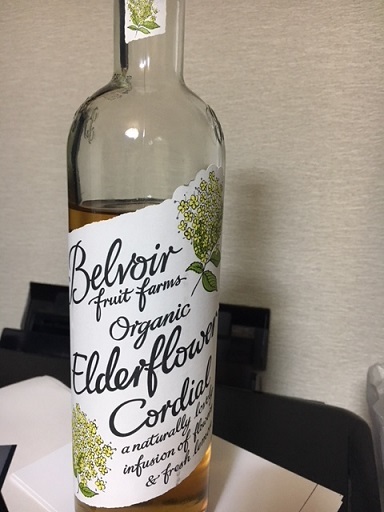 Belvoir
fruit farms
Organic
Elderflower
Cordial
a naturally
infusion of
& fresh